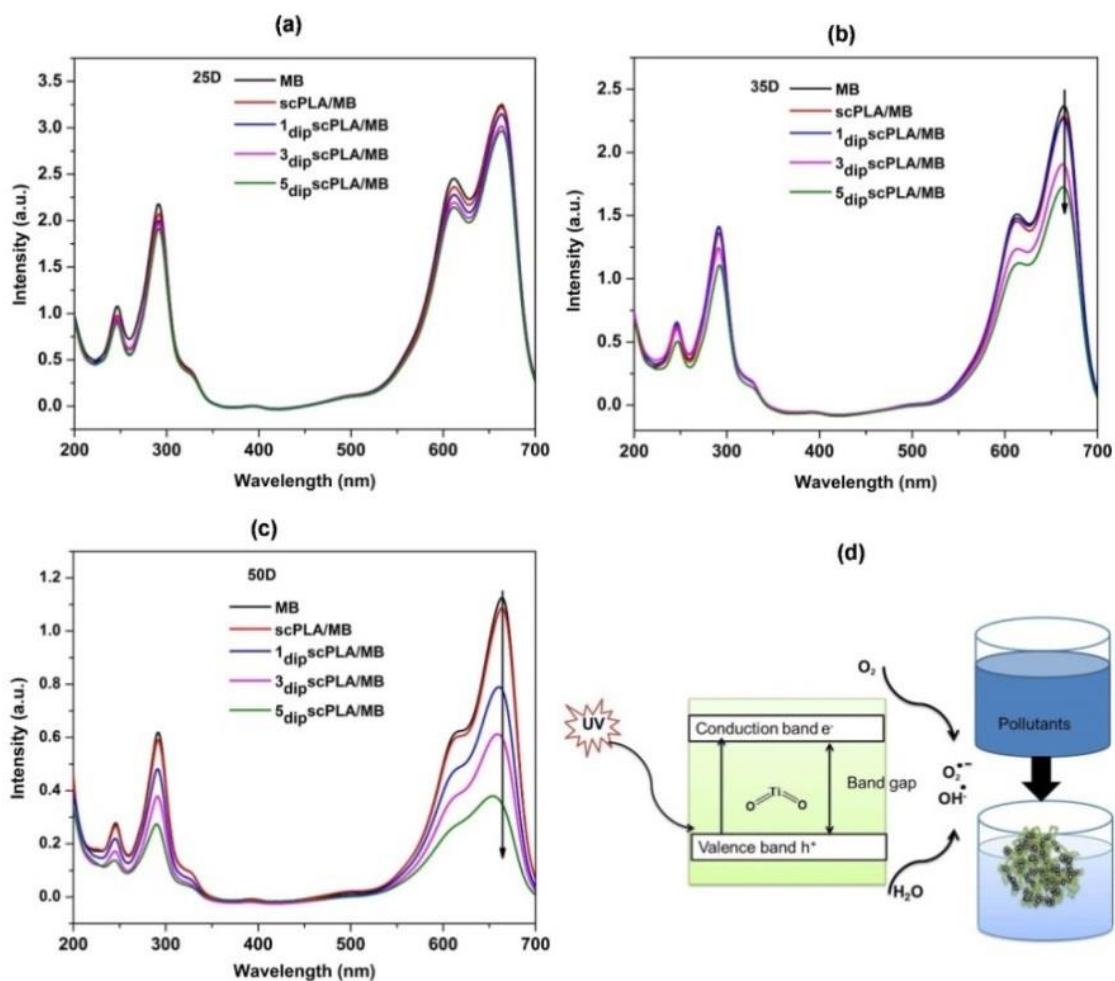 (a)
25D
MB
scPLA/MB
1dipscPLA/MB
3dipscPLA/MB
5dipscPLA/MB
Intensity (a.u.)
3.5
3.0
2.5
2.0
1.5
1.0
0.5
0.0
200 300 400 500 600 700
Wavelength (nm)
(b)
35D
MB
scPLA/MB
1dipscPLA/MB
3dipscPLA/MB
5dipscPLA/MB
Intensity (a.u.)
2.5
2.0
1.5
1.0
0.5
0.0
200 300 400 500 600 700
Wavelength (nm)
(c)
50D
MB
scPLA/MB
1dipscPLA/MB
3dipscPLA/MB
5dipscPLA/MB
Intensity (a.u.)
1.2
1.0
0.8
0.6
0.4
0.2
0.0
200 300 400 500 600 700
Wavelength (nm)
(d)
UV
Conduction band e-
Band gap
O=Ti=O
Valence band h+
O2
O2•−
OH•
H2O
Pollutants